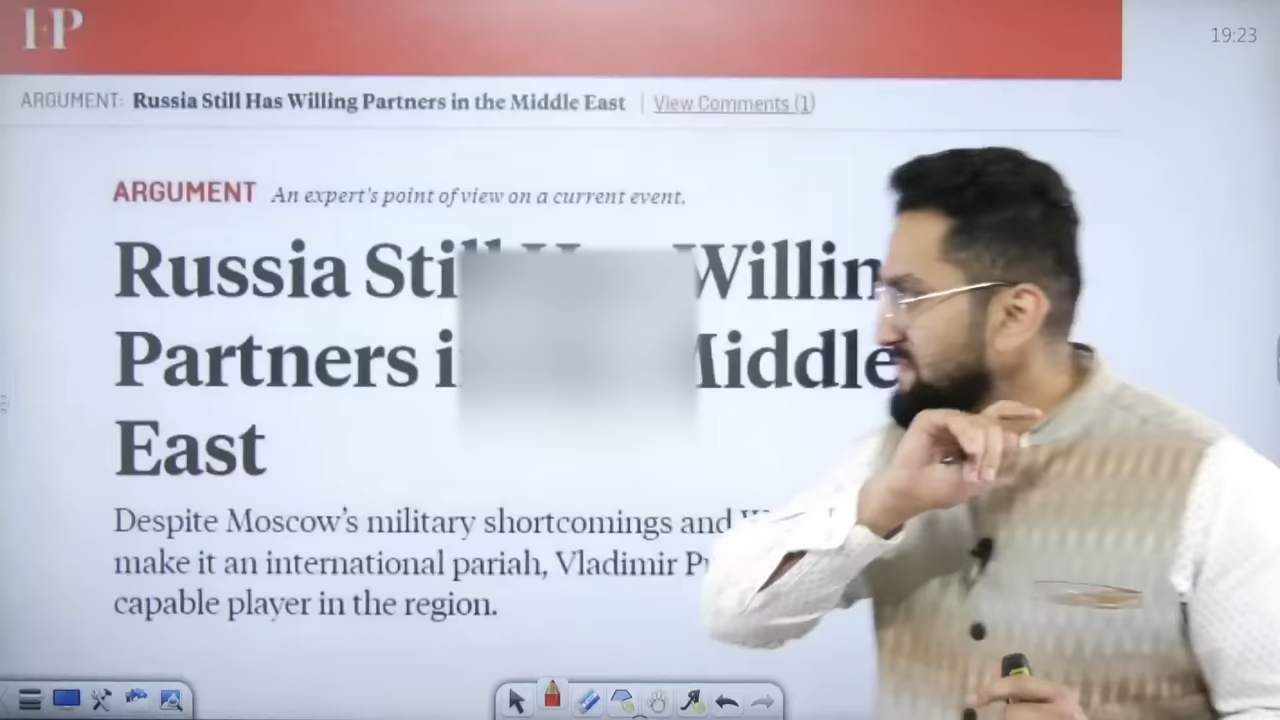 FP
19:23
ARGUMENT: Russia Still Has Willing Partners in the Middle East | View Comments (1)
ARGUMENT An expert's point of view on a current event.
Russia Willin
Partners Middle
East
Despite Moscow's military shortcomings and
make it an international pariah, Vladimir
capable player in the region.